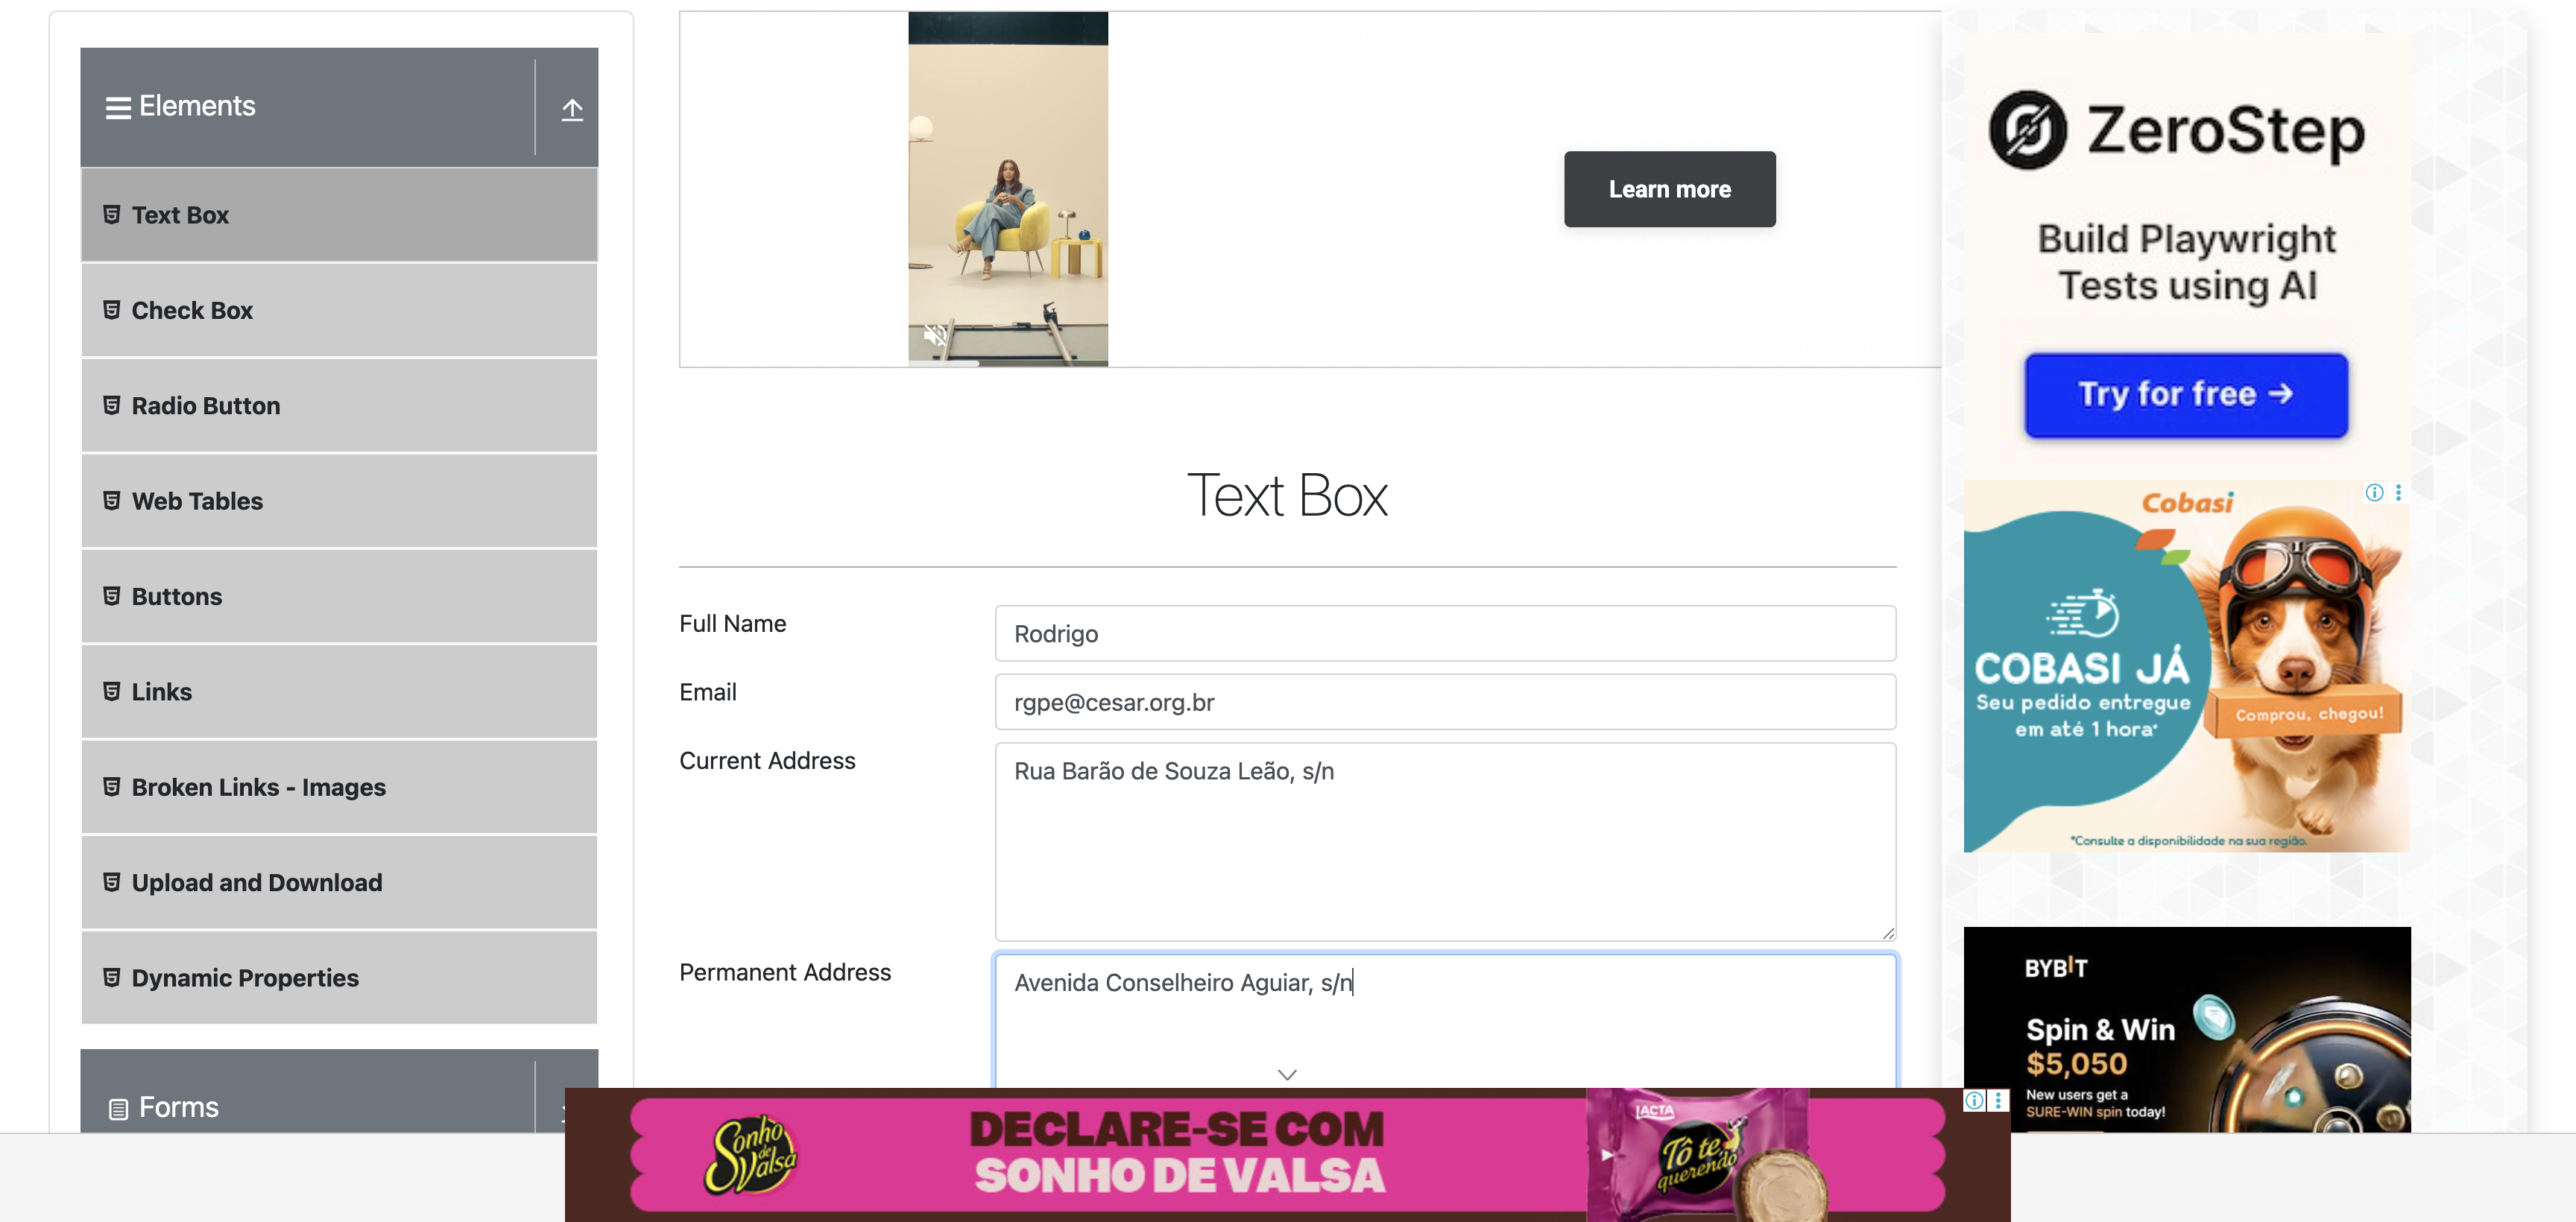 Elements
Text Box
Check Box
Radio Button
Web Tables
Buttons
Links
Broken Links - Images
Upload and Download
Dynamic Properties
Forms
Learn more
Text Box
Full Name
Rodrigo
Email
rgpe@cesar.org.br
Current Address
Rua Barão de Souza Leão, s/n
Permanent Address
Avenida Conselheiro Aguiar, s/n
ZeroStep
Build Playwright
Tests using AI
Try for free →
Cobasi
COBASI JÁ
Seu pedido entregue
em até 1 hora*
Comprou, chegou!
*Consulte a disponibilidade na sua região.
BYBIT
Spin & Win
$5,050
New users get a
SURE-WIN spin today!
Sonho
de
Valsa
DECLARE-SE COM
SONHO DE VALSA
LACTA
Tô te
querendo